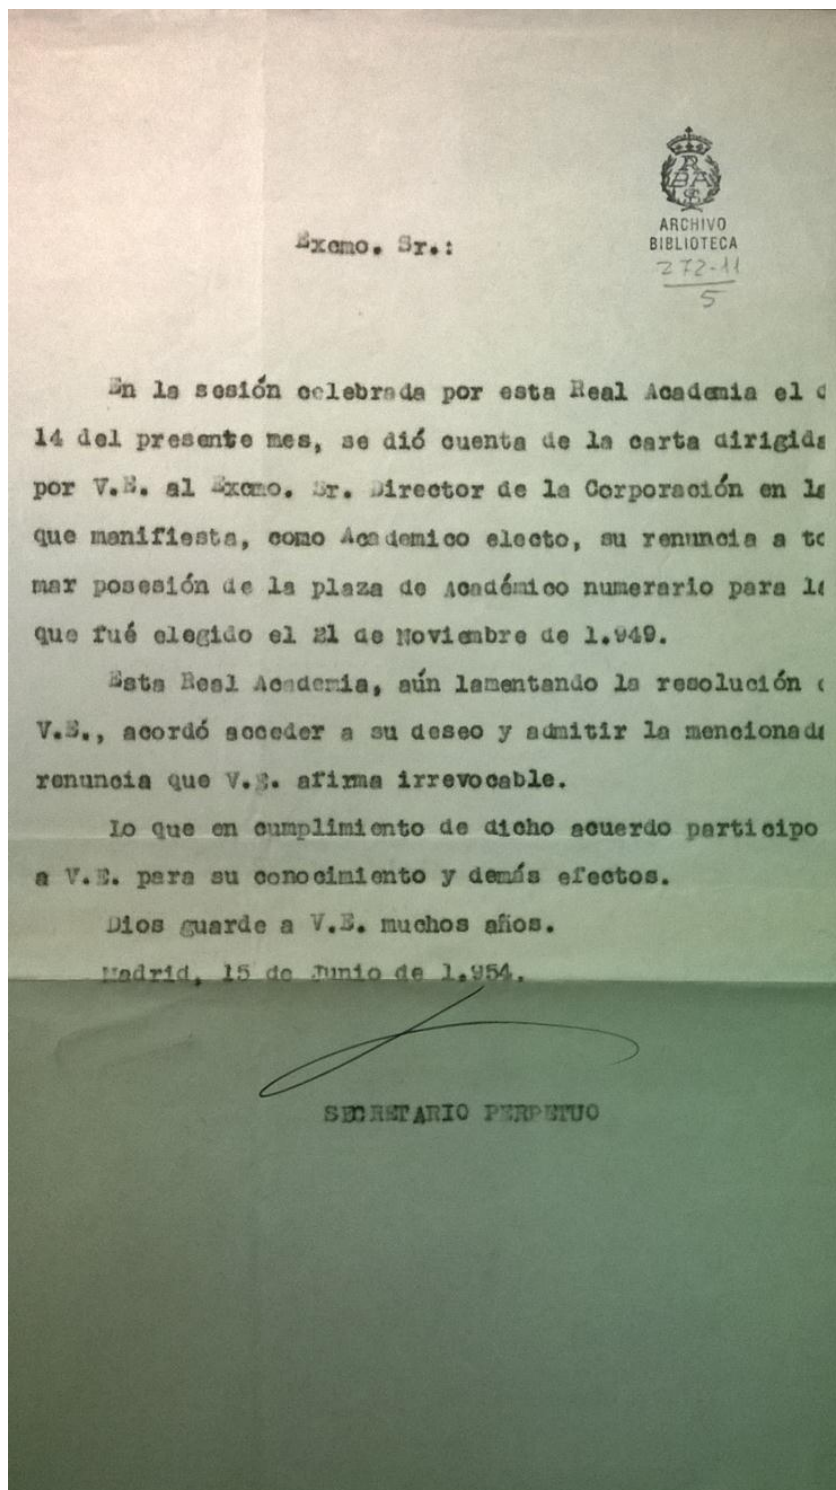 ARCHIVO
BIBLIOTECA
272-11
5
Excmo. Sr.:
En la sesión celebrada por esta Real Academia el d
14 del presente mes, se dió cuenta de la carta dirigida
por V.E. al Excmo. Sr. Director de la Corporación en la
que manifiesta, como Academico electo, su renuncia a to
mar posesión de la plaza de Académico numerario para la
que fué elegido el 21 de Noviembre de 1.949.
Esta Real Academia, aún lamentando la resolución
V.E., acordó acceder a su deseo y admitir la mencionada
renuncia que V.E. afirma irrevocable.
Lo que en cumplimiento de dicho acuerdo participo
a V.E. para su conocimiento y demás efectos.
Dios guarde a V.E. muchos años.
Madrid, 15 de Junio de 1.954.
SECRETARIO PERPETUO